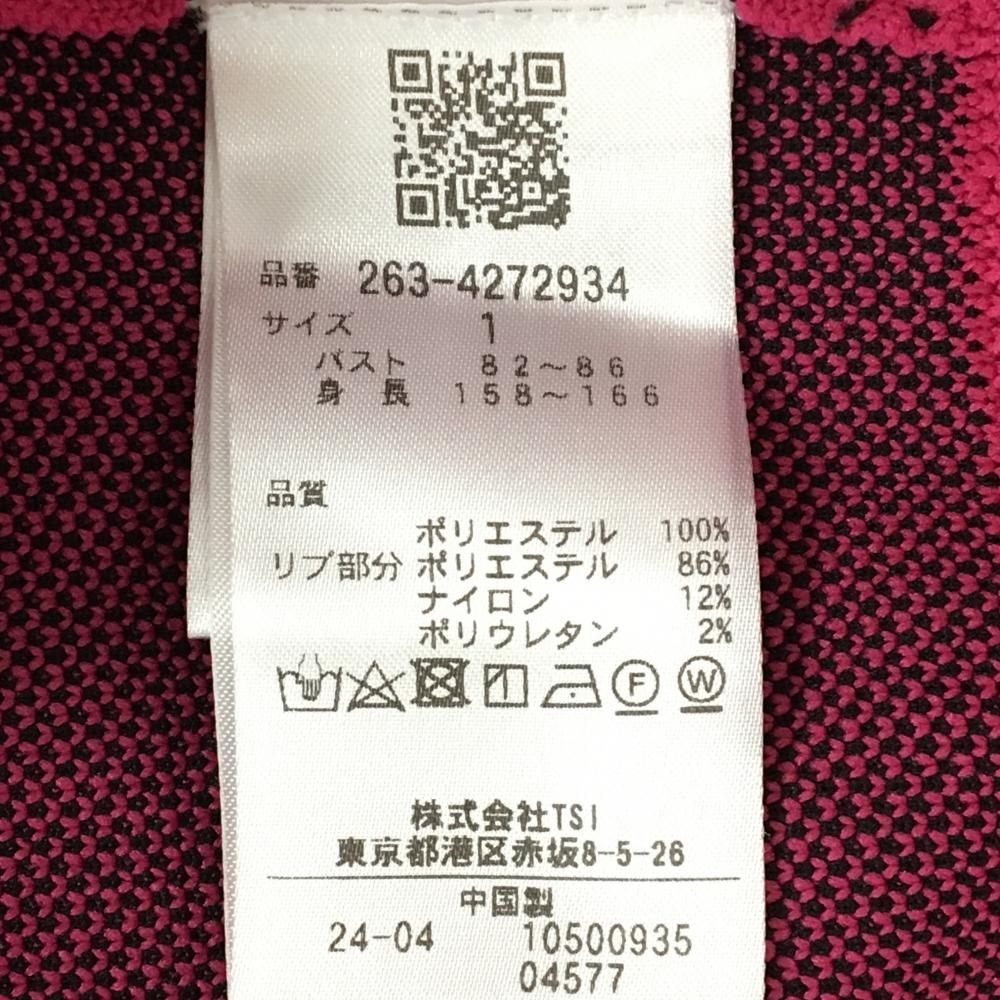 品番 263-4272934
サイズ 1
バスト 82~86
身長 158~166
品質
ポリエステル 100%
リブ部分 ポリエステル 86%
ナイロン 12%
ポリウレタン 2%
F W
株式会社TSI
東京都港区赤坂8-5-26
中国製
24-04 10500935
04577